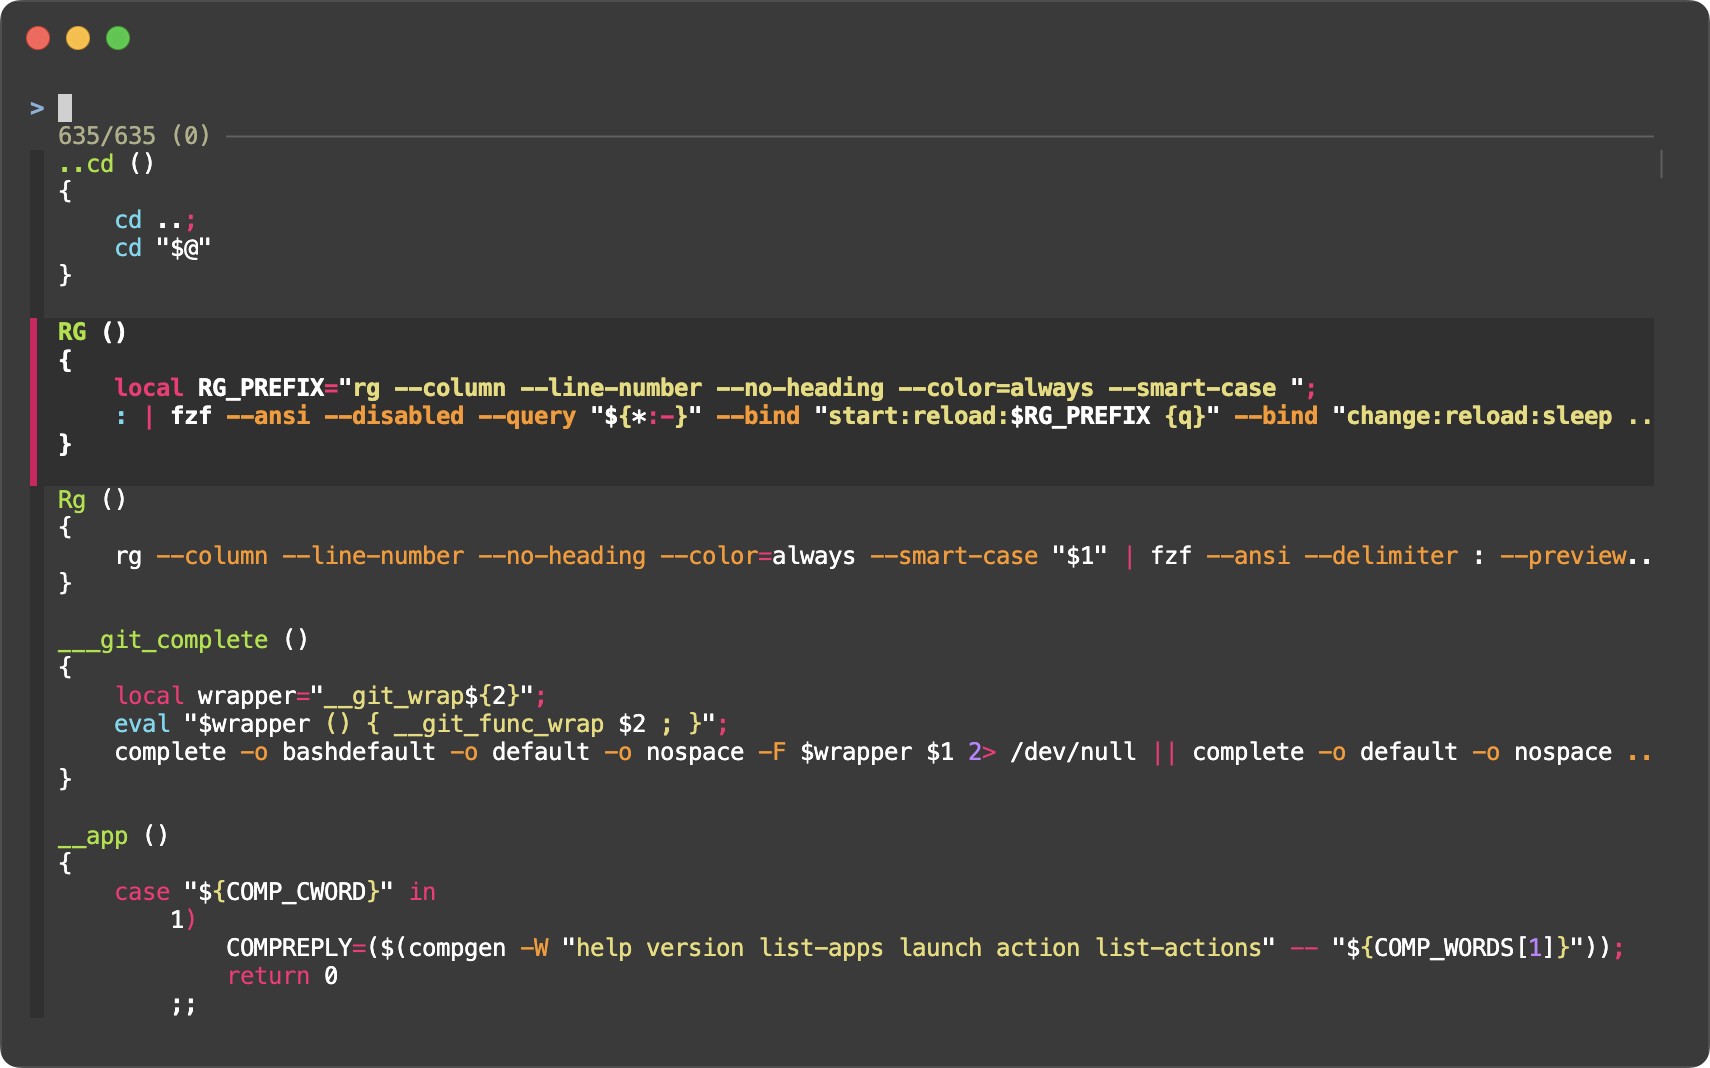 >
635/635 (0)
..cd ()
{
    cd ..;
    cd "$@"
}
RG ()
{
    local RG_PREFIX="rg --column --line-number --no-heading --color=always --smart-case ";
    : | fzf --ansi --disabled --query "${*:-}" --bind "start:reload:$RG_PREFIX {q}" --bind "change:reload:sleep ..
}
Rg ()
{
    rg --column --line-number --no-heading --color=always --smart-case "$1" | fzf --ansi --delimiter : --preview..
}
___git_complete ()
{
    local wrapper="__git_wrap${2}";
    eval "$wrapper () { __git_func_wrap $2 ; }";
    complete -o bashdefault -o default -o nospace -F $wrapper $1 2> /dev/null || complete -o default -o nospace ..
}
__app ()
{
    case "${COMP_CWORD}" in
        1)
            COMPREPLY=($(compgen -W "help version list-apps launch action list-actions" -- "${COMP_WORDS[1]}"));
            return 0
        ;;